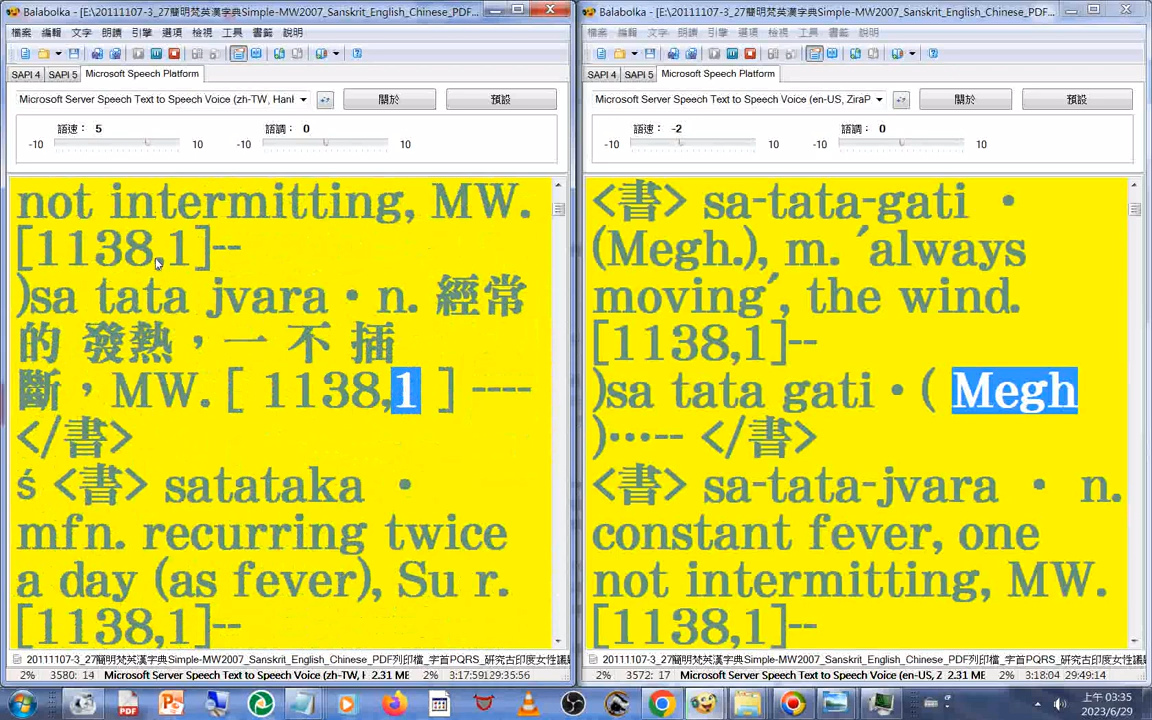 Balabolka - [E:\20111107-3_27簡明梵英漢字典Simple-MW2007_Sanskrit_English_Chinese_PDF...
檔案 編輯 文字 朗讀 引擎 選項 檢視 工具 書籤 說明
SAPI 4 SAPI 5 Microsoft Speech Platform
Microsoft Server Speech Text to Speech Voice (zh-TW, Hanl 關於 預設
語速： 5 語調： 0
-10 10 -10 10
not intermitting, MW.
[1138,1]--
)sa tata jvara・n. 經常
的 發熱，一 不 插
斷，MW. [ 1138,1 ] ----
</書>
ś <書> satataka ・
mfn. recurring twice
a day (as fever), Su r.
[1138,1]--
20111107-3_27簡明梵英漢字典Simple-MW2007_Sanskrit_English_Chinese_PDF列印檔_字首PQRS_研究古印度女性議
2% 3580: 14 Microsoft Server Speech Text to Speech Voice (zh-TW, H 2.31 ME 2% 3:17:59 29:35:56
Balabolka - [E:\20111107-3_27簡明梵英漢字典Simple-MW2007_Sanskrit_English_Chinese_PDF...
檔案 編輯 文字 朗讀 引擎 選項 檢視 工具 書籤 說明
SAPI 4 SAPI 5 Microsoft Speech Platform
Microsoft Server Speech Text to Speech Voice (en-US, ZiraP 關於 預設
語速： -2 語調： 0
-10 10 -10 10
<書> sa-tata-gati ・
(Megh.), m. ´always
moving´, the wind.
[1138,1]--
)sa tata gati・( Megh
)…-- </書>
<書> sa-tata-jvara ・ n.
constant fever, one
not intermitting, MW.
[1138,1]--
20111107-3_27簡明梵英漢字典Simple-MW2007_Sanskrit_English_Chinese_PDF列印檔_字首PQRS_研究古印度女性議
2% 3572: 17 Microsoft Server Speech Text to Speech Voice (en-US, Z 2.31 ME 2% 3:18:04 29:49:14
上午 03:35
2023/6/29